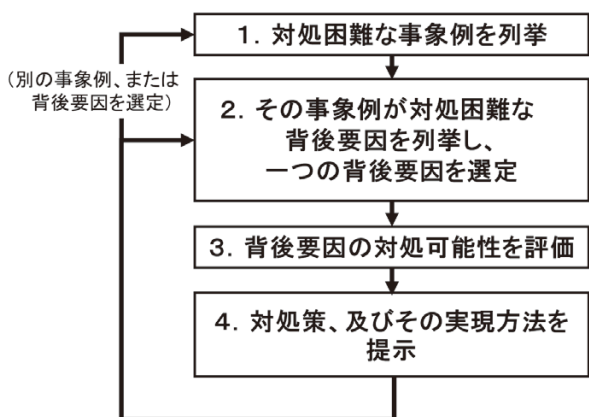 1. 対処困難な事象例を列挙
(別の事象例、または
背後要因を選定)
2. その事象例が対処困難な
背後要因を列挙し、
一つの背後要因を選定
3. 背後要因の対処可能性を評価
4. 対処策、及びその実現方法を
提示